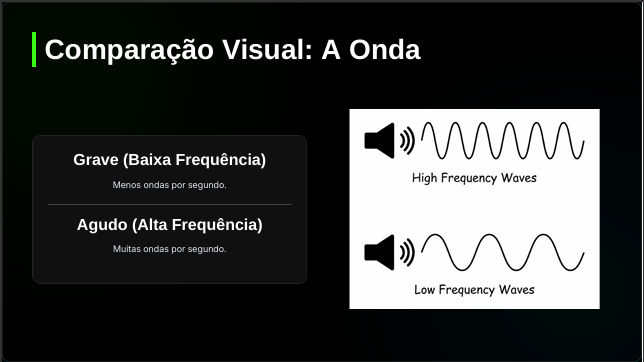 Comparação Visual: A Onda
Grave (Baixa Frequência)
Menos ondas por segundo.
Agudo (Alta Frequência)
Muitas ondas por segundo.
High Frequency Waves
Low Frequency Waves